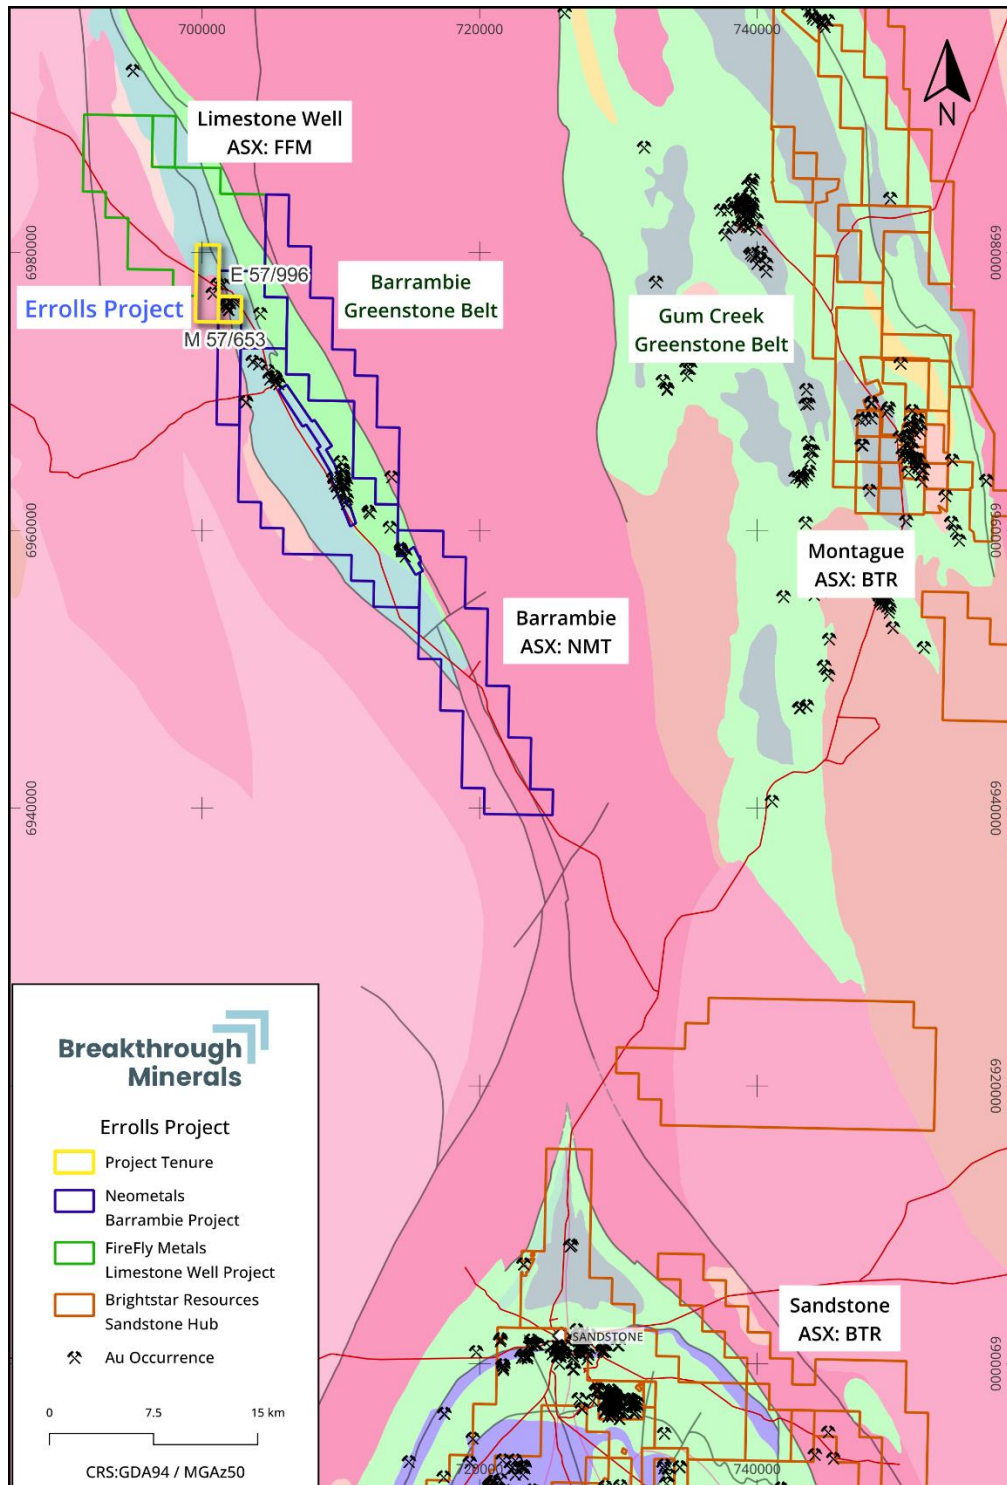 700000
720000
740000
N
Limestone Well
ASX: FFM
6980000
6980000
E 57/996
Errolls Project
M 57/653
Barrambie
Greenstone Belt
Gum Creek
Greenstone Belt
6960000
6960000
Montague
ASX: BTR
Barrambie
ASX: NMT
6940000
6940000
Breakthrough
Minerals
Errolls Project
Project Tenure
Neometals
Barrambie Project
FireFly Metals
Limestone Well Project
Brightstar Resources
Sandstone Hub
Au Occurrence
0
7.5
15 km
CRS:GDA94 / MGAz50
6920000
Sandstone
ASX: BTR
SANDSTONE
6900000
720000
740000